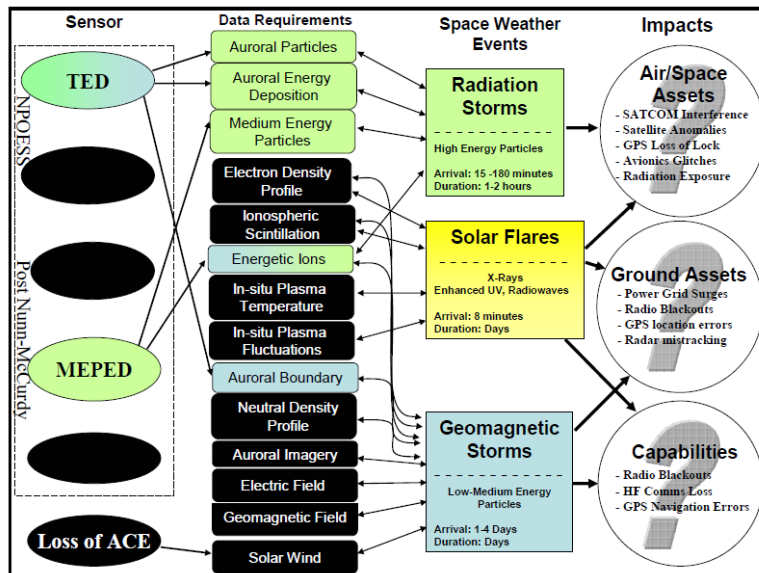 Sensor
Data Requirements
Space Weather
Events
Impacts
NPOESS
Post Nunn-McCurdy
TED
MEPED
Loss of ACE
Auroral Particles
Auroral Energy
Deposition
Medium Energy
Particles
Electron Density
Profile
Ionospheric
Scintillation
Energetic Ions
In-situ Plasma
Temperature
In-situ Plasma
Fluctuations
Auroral Boundary
Neutral Density
Profile
Auroral Imagery
Electric Field
Geomagnetic Field
Solar Wind
Radiation
Storms
High Energy Particles
Arrival: 15 -180 minutes
Duration: 1-2 hours
Solar Flares
X-Rays
Enhanced UV, Radiowaves
Arrival: 8 minutes
Duration: Days
Geomagnetic
Storms
Low-Medium Energy
Particles
Arrival: 1-4 Days
Duration: Days
Air/Space
Assets
- SATCOM Interference
- Satellite Anomalies
- GPS Loss of Lock
- Avionics Glitches
- Radiation Exposure
Ground Assets
- Power Grid Surges
- Radio Blackouts
- GPS location errors
- Radar mistracking
Capabilities
- Radio Blackouts
- HF Comms Loss
- GPS Navigation Errors
? 
?
?